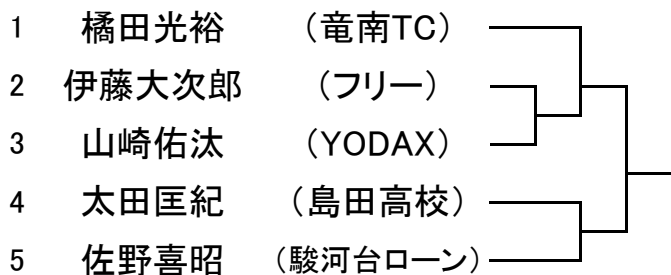 1 橘田光裕 （竜南TC）
2 伊藤大次郎 （フリー）
3 山崎佑汰 （YODAX）
4 太田匡紀 （島田高校）
5 佐野喜昭 （駿河台ローン）